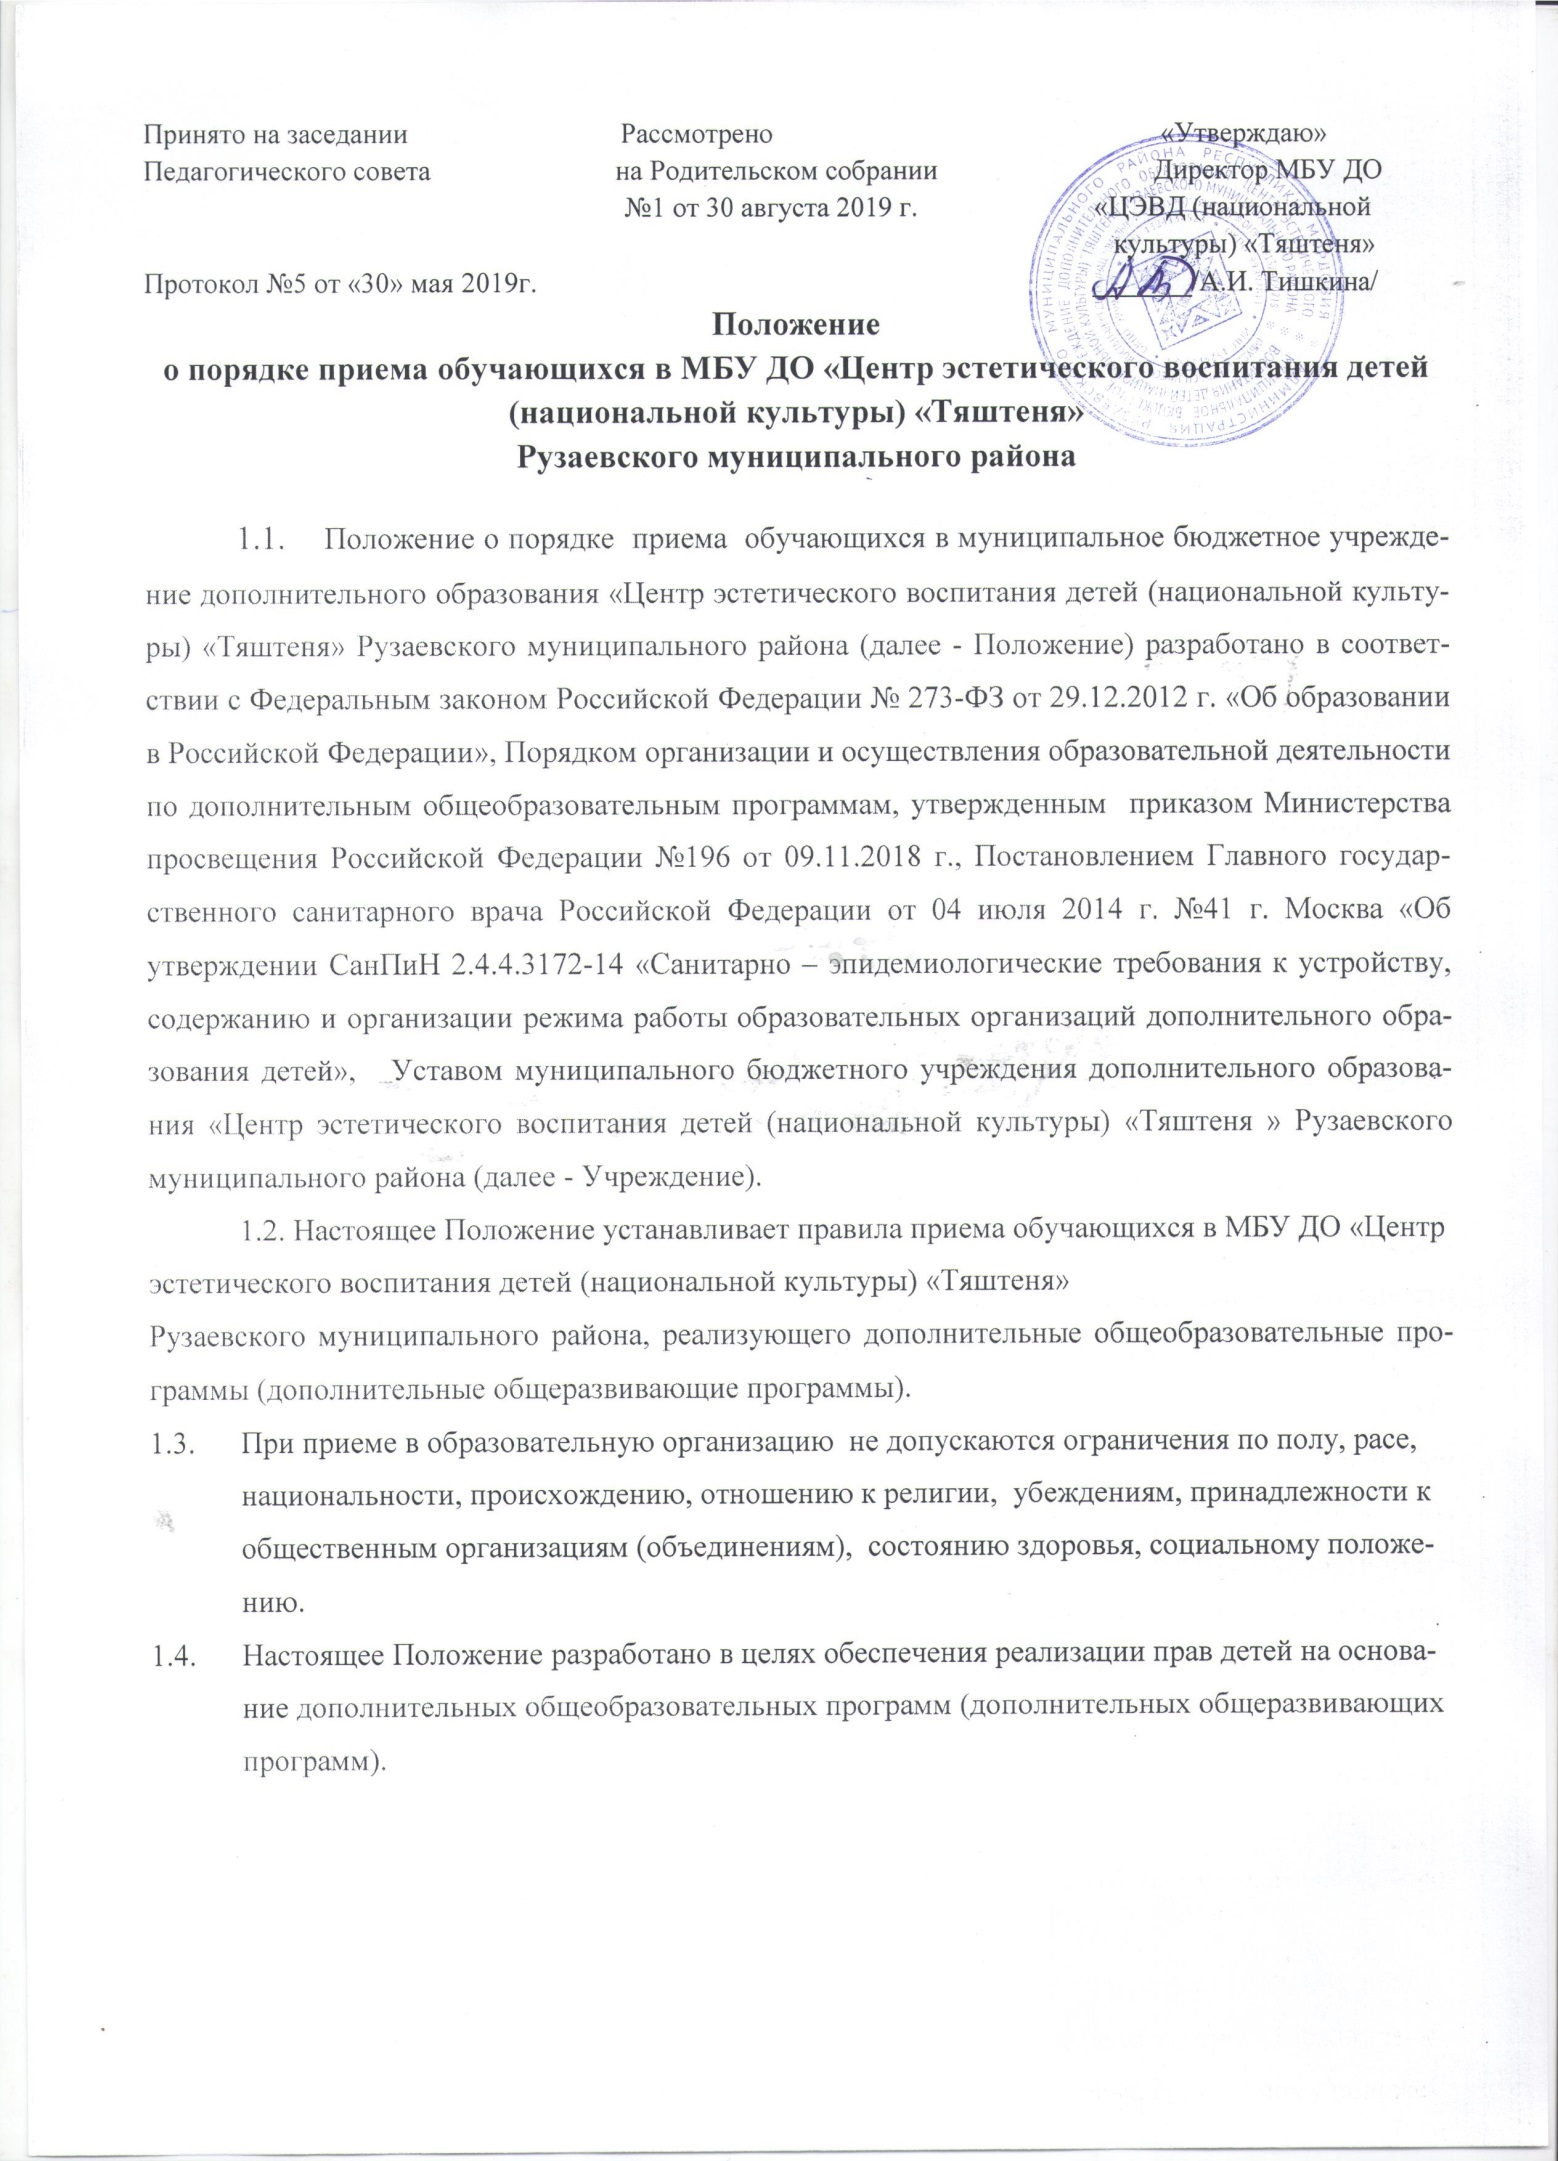 Принято на заседании Рассмотрено «Утверждаю»
Педагогического совета на Родительском собрании Директор МБУ ДО
№1 от 30 августа 2019 г. «ЦЭВД (национальной
культуры) «Тяштеня»
Протокол №5 от «30» мая 2019г. /А.И. Тишкина/
Положение
о порядке приема обучающихся в МБУ ДО «Центр эстетического воспитания детей
(национальной культуры) «Тяштеня»
Рузаевского муниципального района
1.1. Положение о порядке приема обучающихся в муниципальное бюджетное учрежде-
ние дополнительного образования «Центр эстетического воспитания детей (национальной культу-
ры) «Тяштеня» Рузаевского муниципального района (далее - Положение) разработано в соответ-
ствии с Федеральным законом Российской Федерации № 273-ФЗ от 29.12.2012 г. «Об образовании
в Российской Федерации», Порядком организации и осуществления образовательной деятельности
по дополнительным общеобразовательным программам, утвержденным приказом Министерства
просвещения Российской Федерации №196 от 09.11.2018 г., Постановлением Главного государ-
ственного санитарного врача Российской Федерации от 04 июля 2014 г. №41 г. Москва «Об
утверждении СанПиН 2.4.4.3172-14 «Санитарно – эпидемиологические требования к устройству,
содержанию и организации режима работы образовательных организаций дополнительного обра-
зования детей», Уставом муниципального бюджетного учреждения дополнительного образова-
ния «Центр эстетического воспитания детей (национальной культуры) «Тяштеня » Рузаевского
муниципального района (далее - Учреждение).
1.2. Настоящее Положение устанавливает правила приема обучающихся в МБУ ДО «Центр
эстетического воспитания детей (национальной культуры) «Тяштеня»
Рузаевского муниципального района, реализующего дополнительные общеобразовательные про-
граммы (дополнительные общеразвивающие программы).
1.3. При приеме в образовательную организацию не допускаются ограничения по полу, расе,
национальности, происхождению, отношению к религии, убеждениям, принадлежности к
общественным организациям (объединениям), состоянию здоровья, социальному положе-
нию.
1.4. Настоящее Положение разработано в целях обеспечения реализации прав детей на основа-
ние дополнительных общеобразовательных программ (дополнительных общеразвивающих
программ).